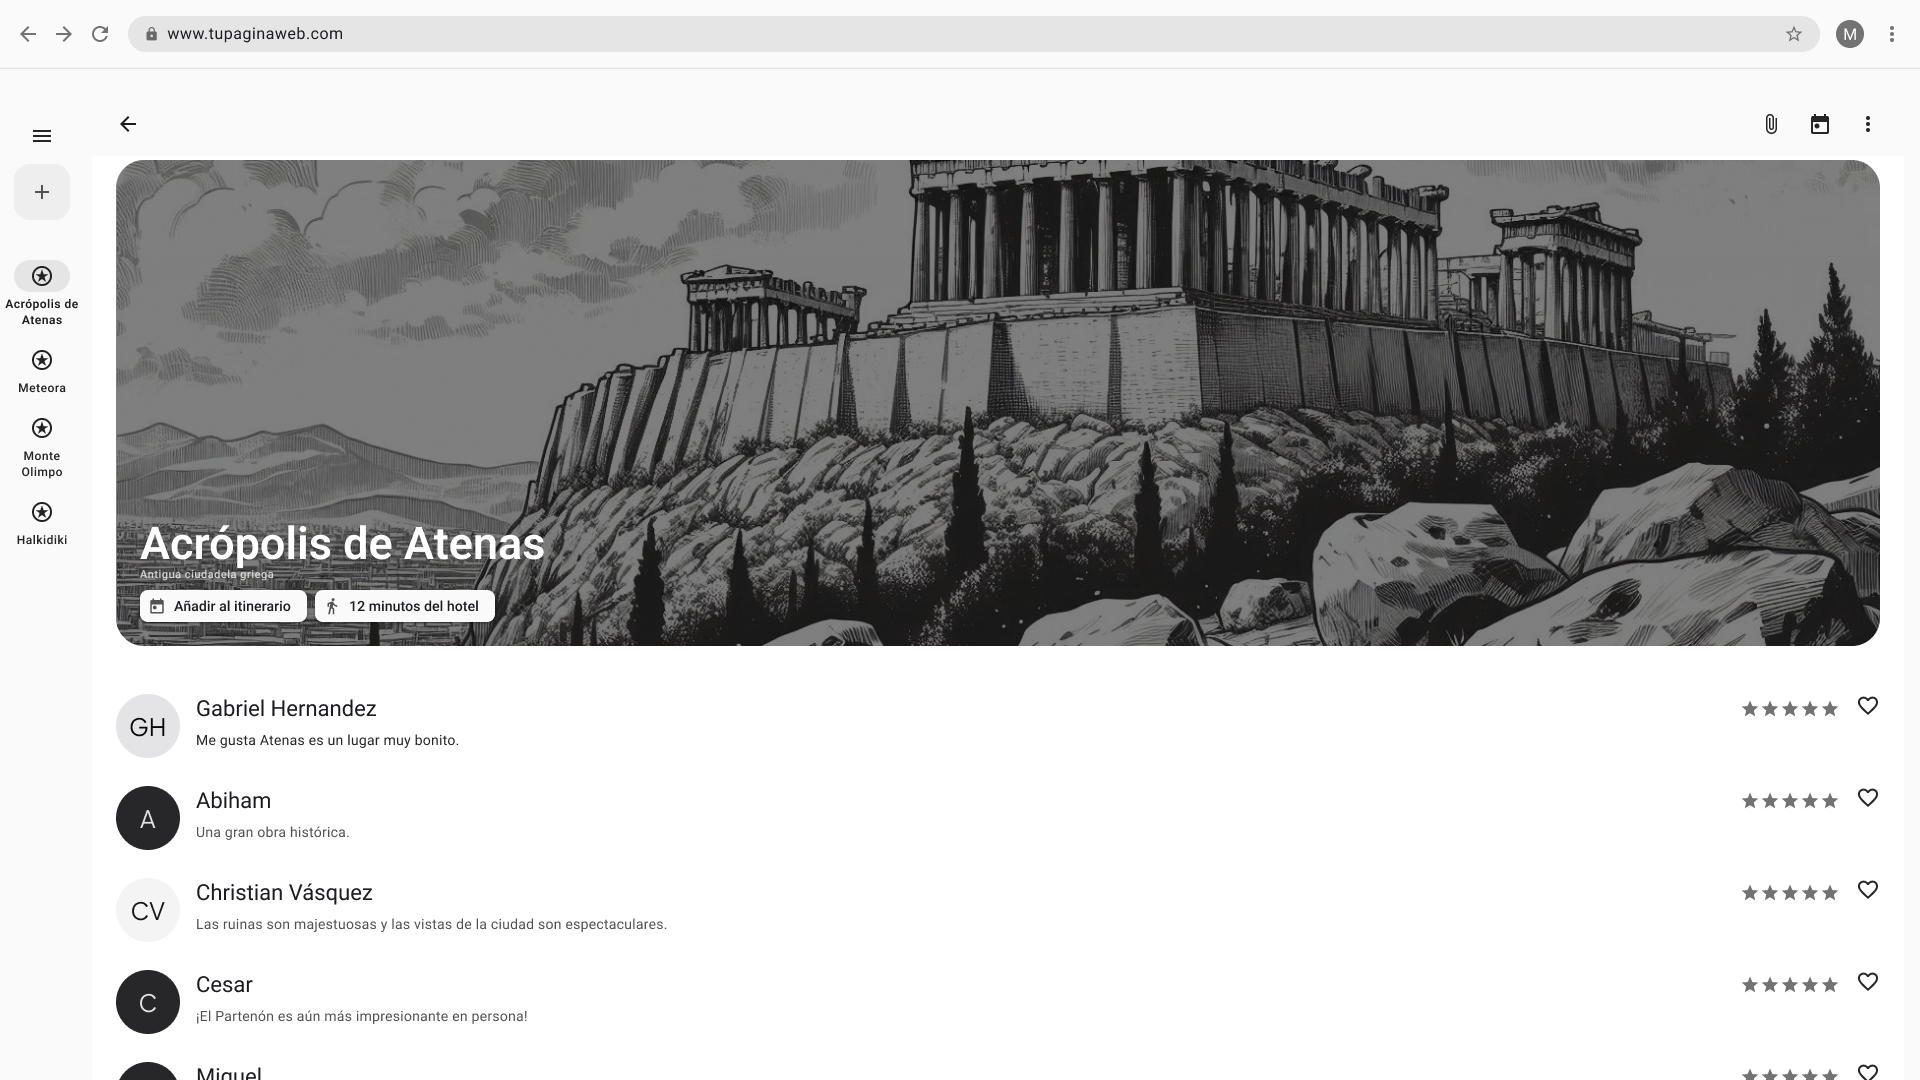 www.tupaginaweb.com
M
Acrópolis de
Atenas
Meteora
Monte
Olimpo
Halkidiki
Acrópolis de Atenas
Antigua ciudadela griega
Añadir al itinerario
12 minutos del hotel
GH
Gabriel Hernandez
Me gusta Atenas es un lugar muy bonito.
A
Abiham
Una gran obra histórica.
CV
Christian Vásquez
Las ruinas son majestuosas y las vistas de la ciudad son espectaculares.
C
Cesar
¡El Partenón es aún más impresionante en persona!
Miguel